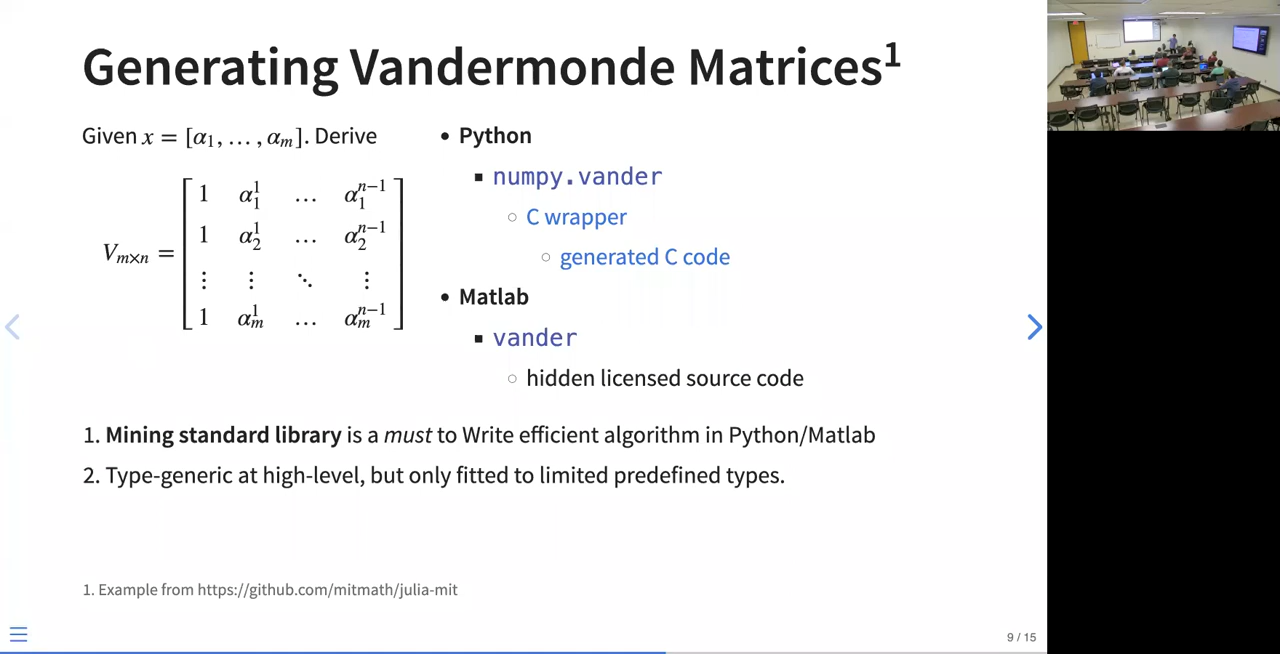 Generating Vandermonde Matrices¹
Given x = [α₁, … , αₘ]. Derive
Vₘₓₙ =
1 α₁¹ … α₁ⁿ⁻¹
1 α₂¹ … α₂ⁿ⁻¹
⋮ ⋮ ⋱ ⋮
1 αₘ¹ … αₘⁿ⁻¹
• Python
▪ numpy.vander
○ C wrapper
○ generated C code
• Matlab
▪ vander
○ hidden licensed source code
1. Mining standard library is a must to Write efficient algorithm in Python/Matlab
2. Type-generic at high-level, but only fitted to limited predefined types.
1. Example from https://github.com/mitmath/julia-mit
9 / 15